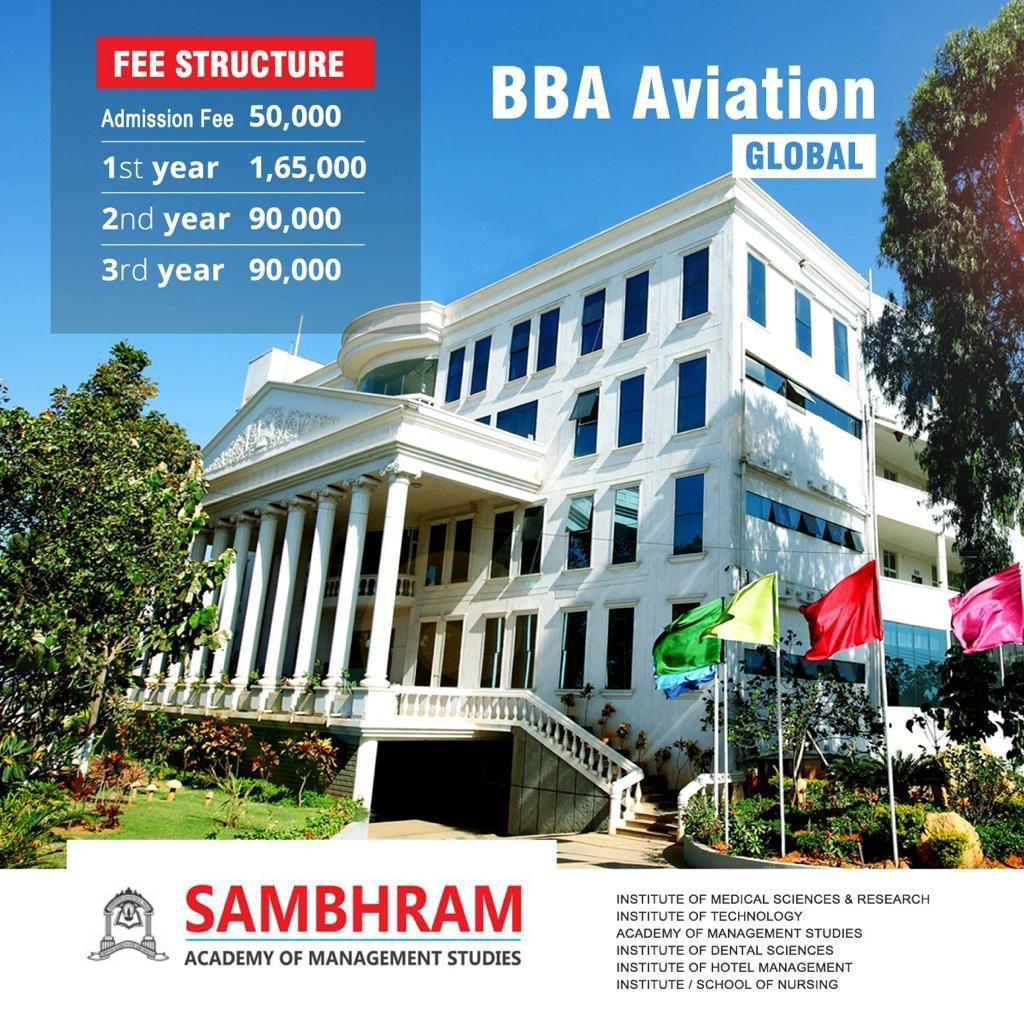 FEE STRUCTURE
Admission Fee 50,000
1st year 1,65,000
2nd year 90,000
3rd year 90,000
BBA Aviation
GLOBAL
SAMBHRAM
ACADEMY OF MANAGEMENT STUDIES
INSTITUTE OF MEDICAL SCIENCES & RESEARCH
INSTITUTE OF TECHNOLOGY
ACADEMY OF MANAGEMENT STUDIES
INSTITUTE OF DENTAL SCIENCES
INSTITUTE OF HOTEL MANAGEMENT
INSTITUTE / SCHOOL OF NURSING